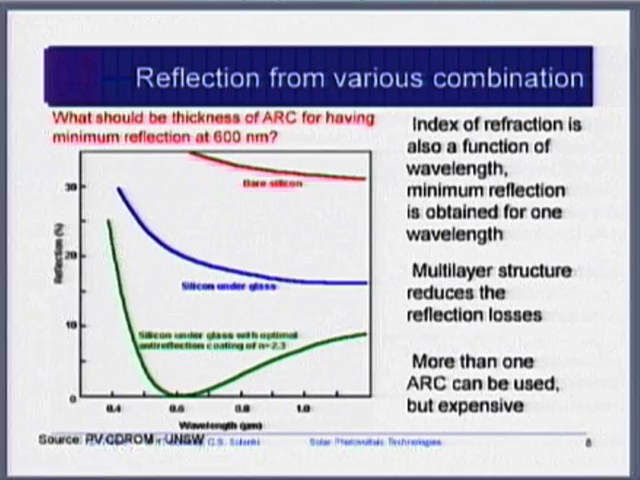 Reflection from various combination
What should be thickness of ARC for having
minimum reflection at 600 nm?
Index of refraction is
also a function of
wavelength,
minimum reflection
is obtained for one
wavelength
Multilayer structure
reduces the
reflection losses
More than one
ARC can be used,
but expensive
30
20
10
0
Reflection (%)
Bare silicon
Silicon under glass
Silicon under glass with optimal
antireflection coating of n=2.3
0.4 0.6 0.8 1.0
Wavelength (µm)
Source: PV CDROM - UNSW C.S. Solanki Solar Photovoltaic Technologies 8